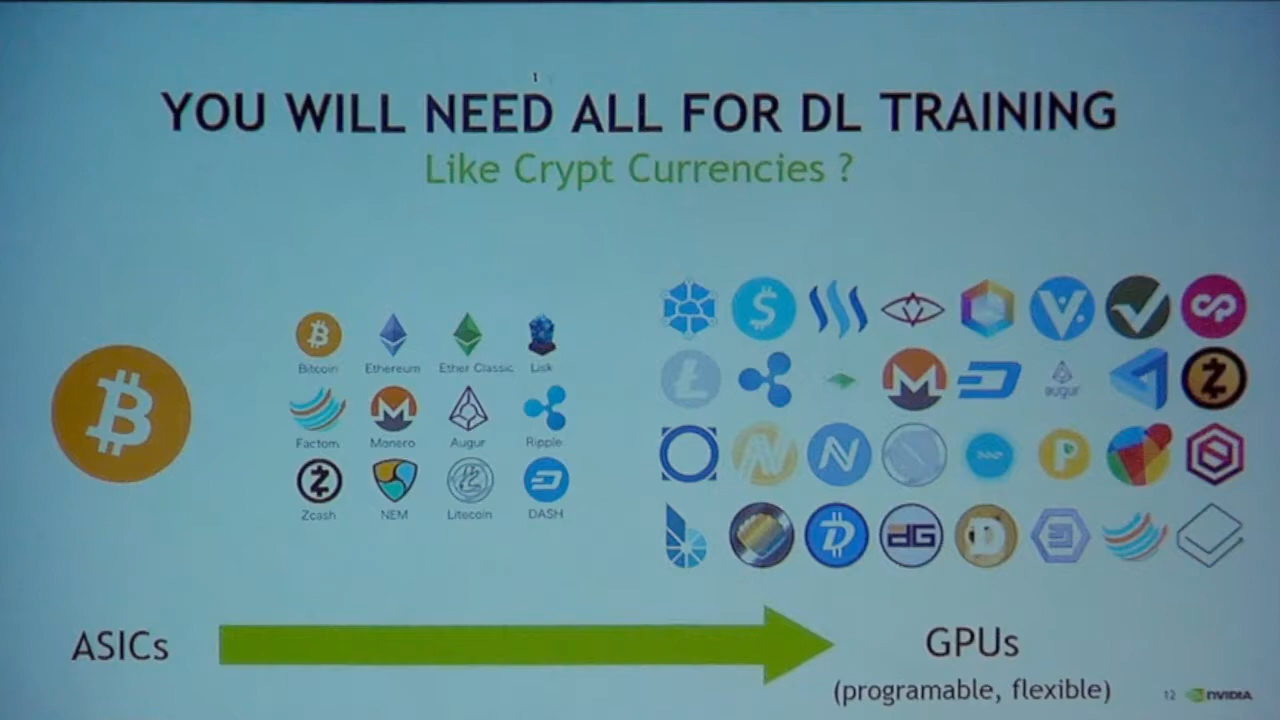 YOU WILL NEED ALL FOR DL TRAINING
Like Crypt Currencies ?
Bitcoin Ethereum Ether Classic Lisk
Factom Monero Augur Ripple
Zcash NEM Litecoin DASH
augur
ASICs
GPUs
(programable, flexible)
12 NVIDIA